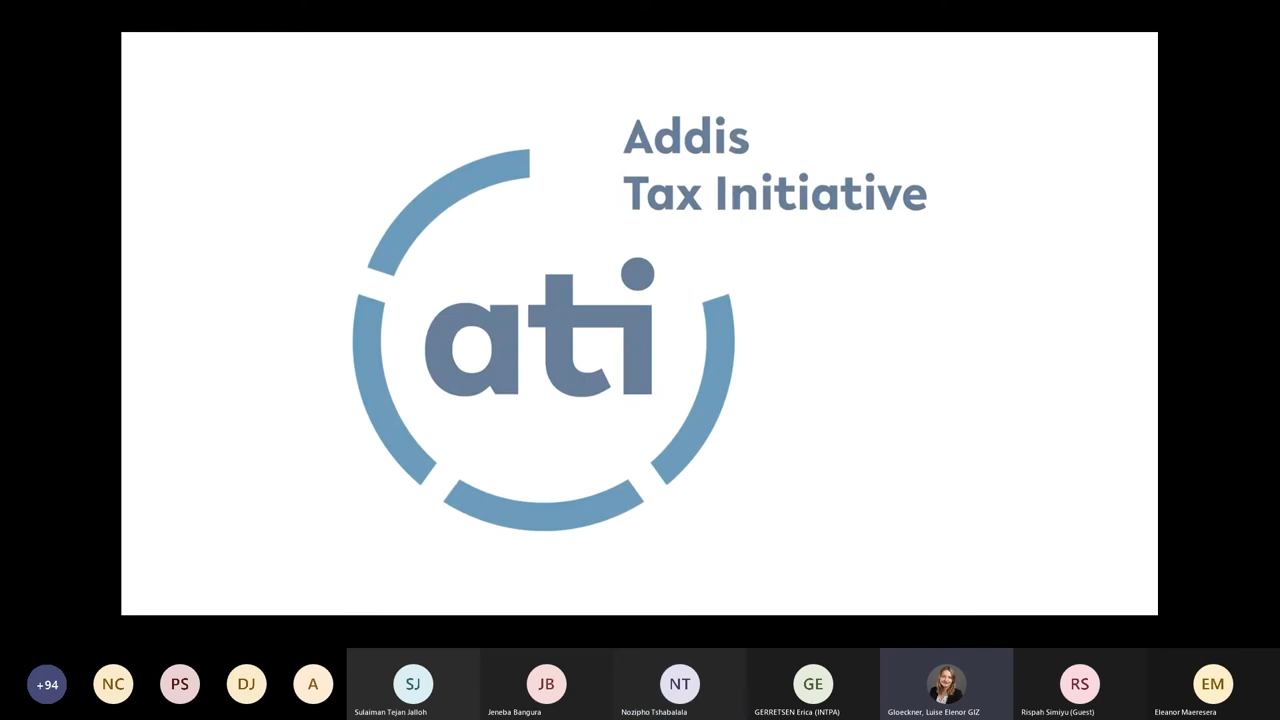 Addis
Tax Initiative
ati
+94
NC
PS
DJ
A
SJ
Sulaiman Tejan Jalloh
JB
Jeneba Bangura
NT
Nozipho Tshabalala
GE
GERRETSEN Erica (INTPA)
Gloeckner, Luise Elenor GIZ
RS
Rispah Simiyu (Guest)
EM
Eleanor Maeresera